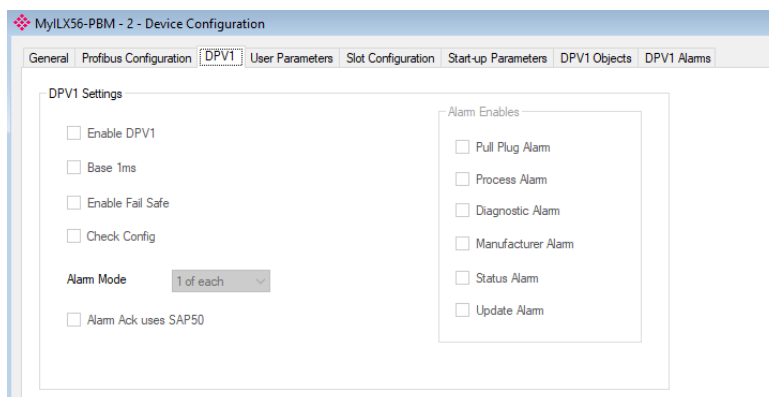 MyILX56-PBM - 2 - Device Configuration
General Profibus Configuration DPV1 User Parameters Slot Configuration Start-up Parameters DPV1 Objects DPV1 Alarms
DPV1 Settings
Enable DPV1
Base 1ms
Enable Fail Safe
Check Config
Alarm Mode 1 of each
Alarm Ack uses SAP50
Alarm Enables
Pull Plug Alarm
Process Alarm
Diagnostic Alarm
Manufacturer Alarm
Status Alarm
Update Alarm